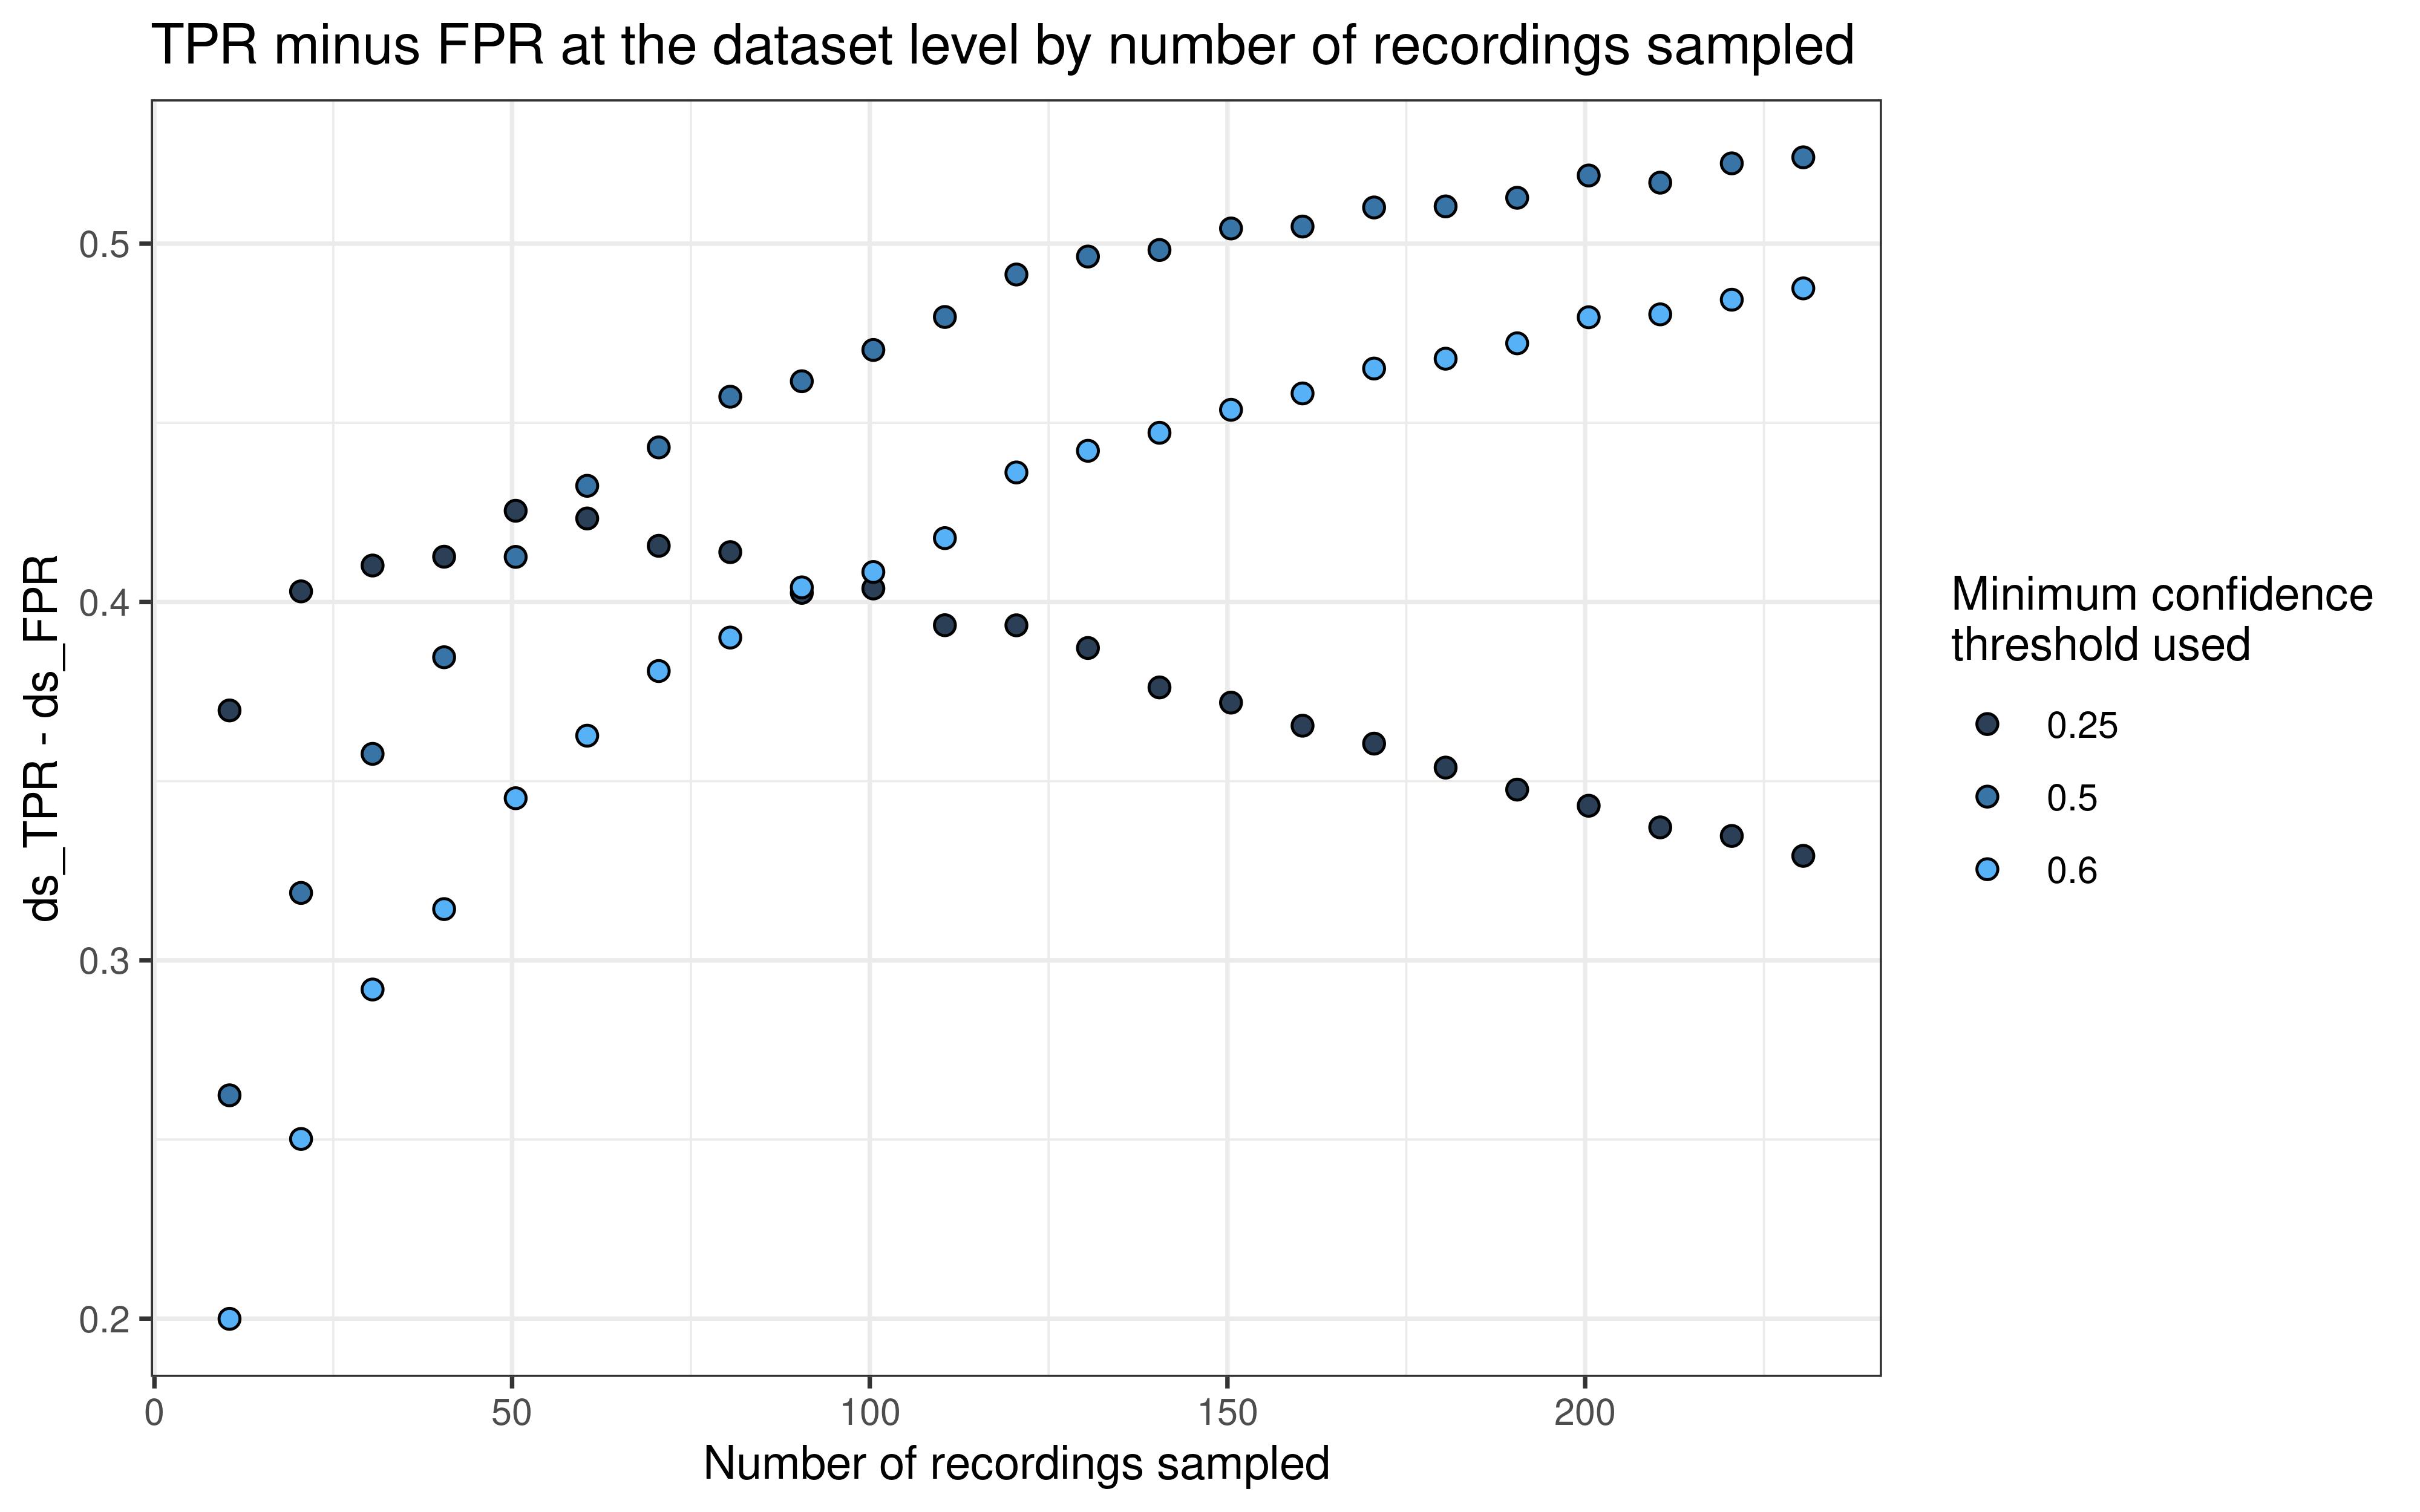 TPR minus FPR at the dataset level by number of recordings sampled
ds_TPR - ds_FPR
0.5
0.4
0.3
0.2
0
50
100
150
200
Number of recordings sampled
Minimum confidence
threshold used
0.25
0.5
0.6